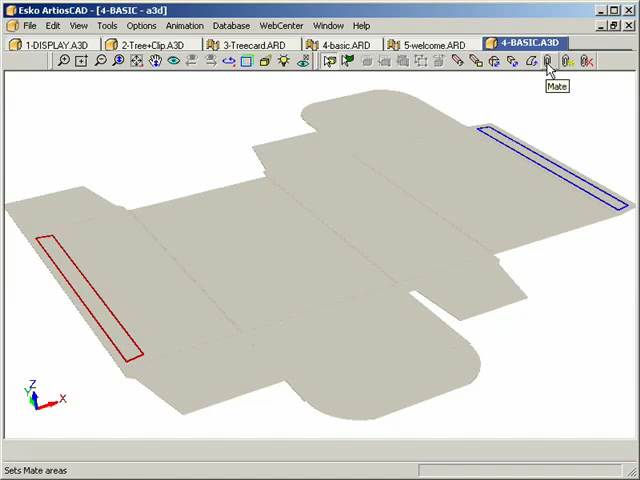 Esko ArtiosCAD - [4-BASIC - a3d]
File Edit View Tools Options Animation Database WebCenter Window Help
1-DISPLAY.A3D 2-Tree+Clip.A3D 3-Treecard.ARD 4-basic.ARD 5-welcome.ARD 4-BASIC.A3D
Mate
Z
Y
X
Sets Mate areas